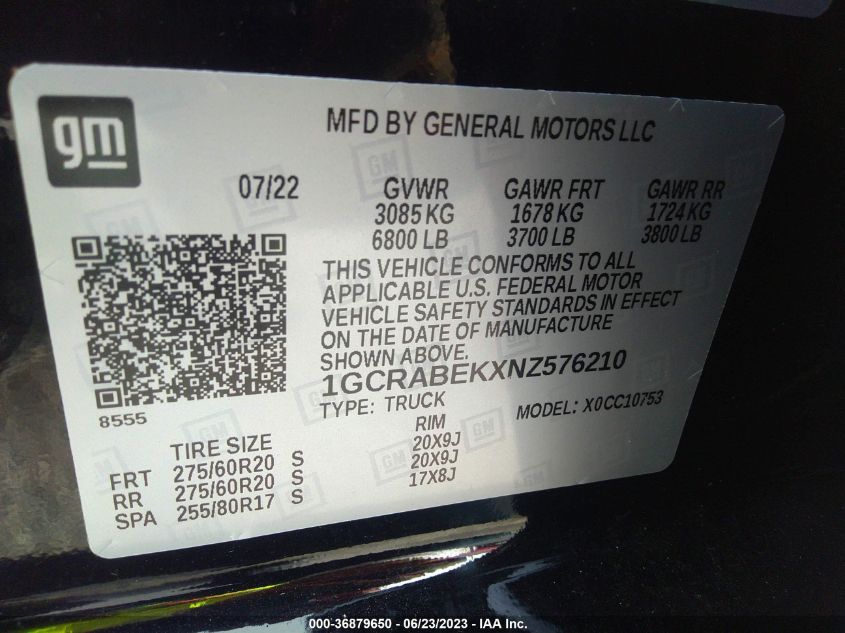 gm
MFD BY GENERAL MOTORS LLC
07/22 GVWR GAWR FRT GAWR RR
3085 KG 1678 KG 1724 KG
6800 LB 3700 LB 3800 LB
THIS VEHICLE CONFORMS TO ALL
APPLICABLE U.S. FEDERAL MOTOR
VEHICLE SAFETY STANDARDS IN EFFECT
ON THE DATE OF MANUFACTURE
SHOWN ABOVE.
1GCRABEKXNZ576210
8555
TYPE: TRUCK MODEL: X0CC10753
TIRE SIZE RIM
FRT 275/60R20 S 20X9J
RR 275/60R20 S 20X9J
SPA 255/80R17 S 17X8J
000-36879650 / 06/23/2023 - IAA Inc.